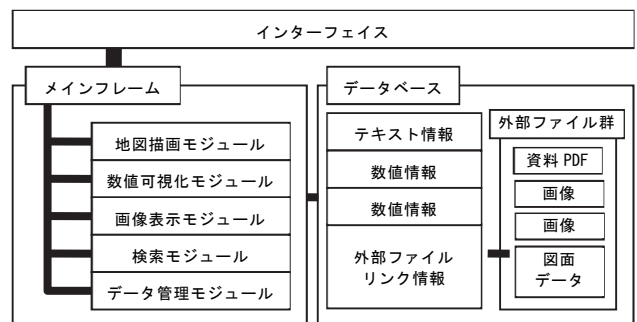 インターフェイス
メインフレーム
地図描画モジュール
数値可視化モジュール
画像表示モジュール
検索モジュール
データ管理モジュール
データベース
テキスト情報
数値情報
数値情報
外部ファイル
リンク情報
外部ファイル群
資料 PDF
画像
画像
図面
データ